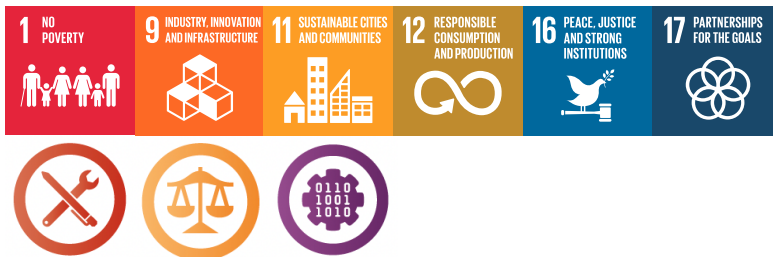 1 NO
POVERTY
9 INDUSTRY, INNOVATION
AND INFRASTRUCTURE
11 SUSTAINABLE CITIES
AND COMMUNITIES
12 RESPONSIBLE
CONSUMPTION
AND PRODUCTION
16 PEACE, JUSTICE
AND STRONG
INSTITUTIONS
17 PARTNERSHIPS
FOR THE GOALS
0110
1001
1010